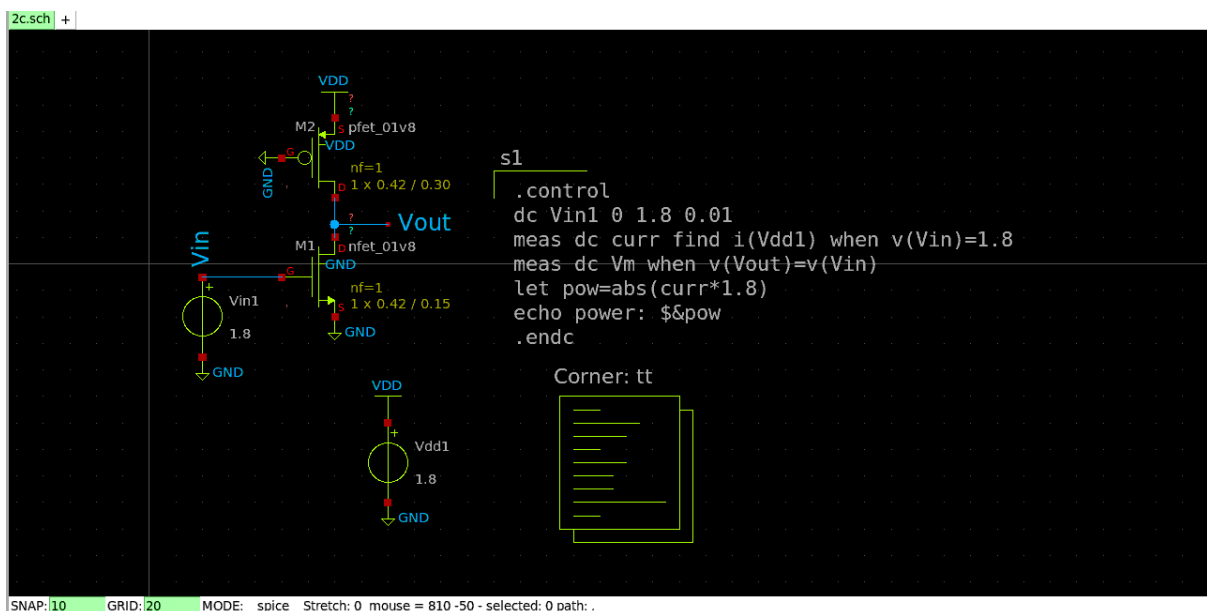 2c.sch +
VDD
?
?
M2
S pfet_01v8
VDD
G
nf=1
GND
D 1 x 0.42 / 0.30
? 
?
Vout
M1
D nfet_01v8
GND
Vin
G
+
nf=1
Vin1
S 1 x 0.42 / 0.15
1.8
GND
GND
s1
.control
dc Vin1 0 1.8 0.01
meas dc curr find i(Vdd1) when v(Vin)=1.8
meas dc Vm when v(Vout)=v(Vin)
let pow=abs(curr*1.8)
echo power: $&pow
.endc
VDD
+
Vdd1
1.8
GND
Corner: tt
SNAP: 10 GRID: 20 MODE: spice Stretch: 0 mouse = 810 -50 - selected: 0 path: .